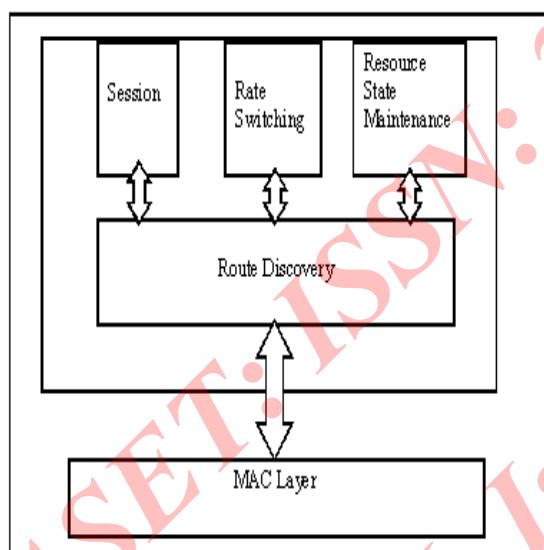 Session
Rate
Switching
Resource
State
Maintenance
Route Discovery
MAC Layer
SET: ISSN: